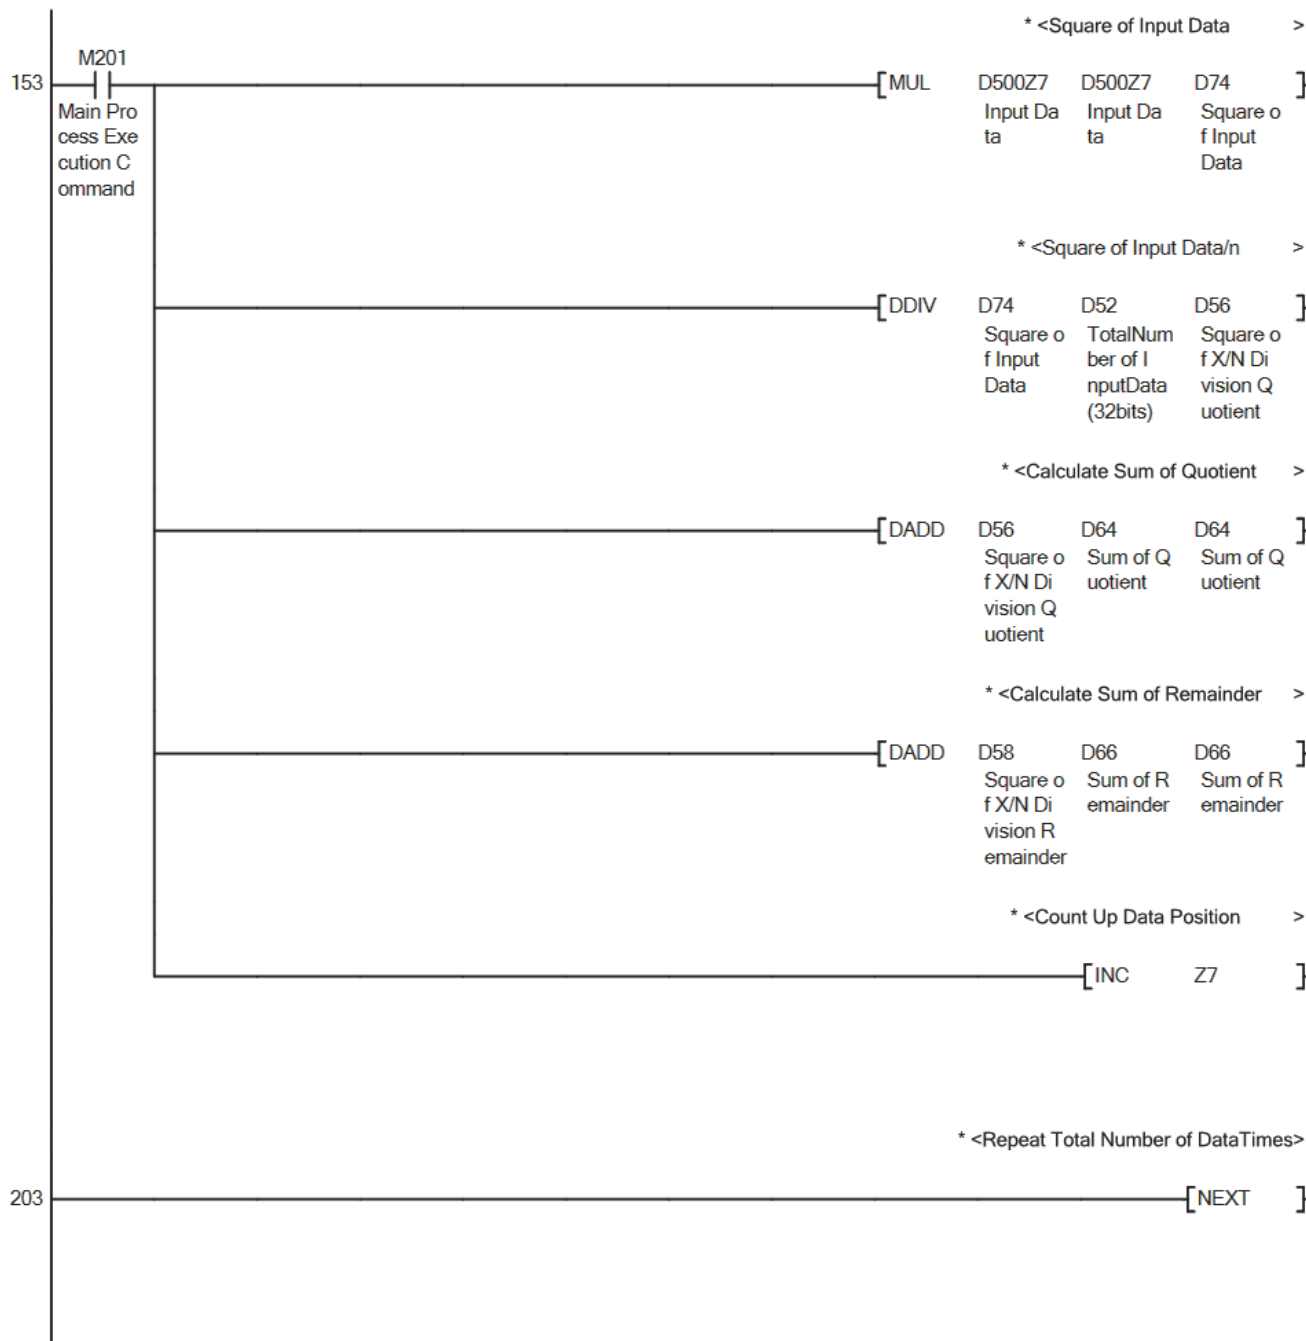 * <Square of Input Data >
M201
153 [MUL D500Z7 D500Z7 D74 ]
Main Pro
cess Exe
cution C
ommand
Input Da
ta
Input Da
ta
Square o
f Input
Data
* <Square of Input Data/n >
[DDIV D74 D52 D56 ]
Square o
f Input
Data
TotalNum
ber of I
nputData
(32bits)
Square o
f X/N Di
vision Q
uotient
* <Calculate Sum of Quotient >
[DADD D56 D64 D64 ]
Square o
f X/N Di
vision Q
uotient
Sum of Q
uotient
Sum of Q
uotient
* <Calculate Sum of Remainder >
[DADD D58 D66 D66 ]
Square o
f X/N Di
vision R
emainder
Sum of R
emainder
Sum of R
emainder
* <Count Up Data Position >
[INC Z7 ]
* <Repeat Total Number of DataTimes>
203 [NEXT ]